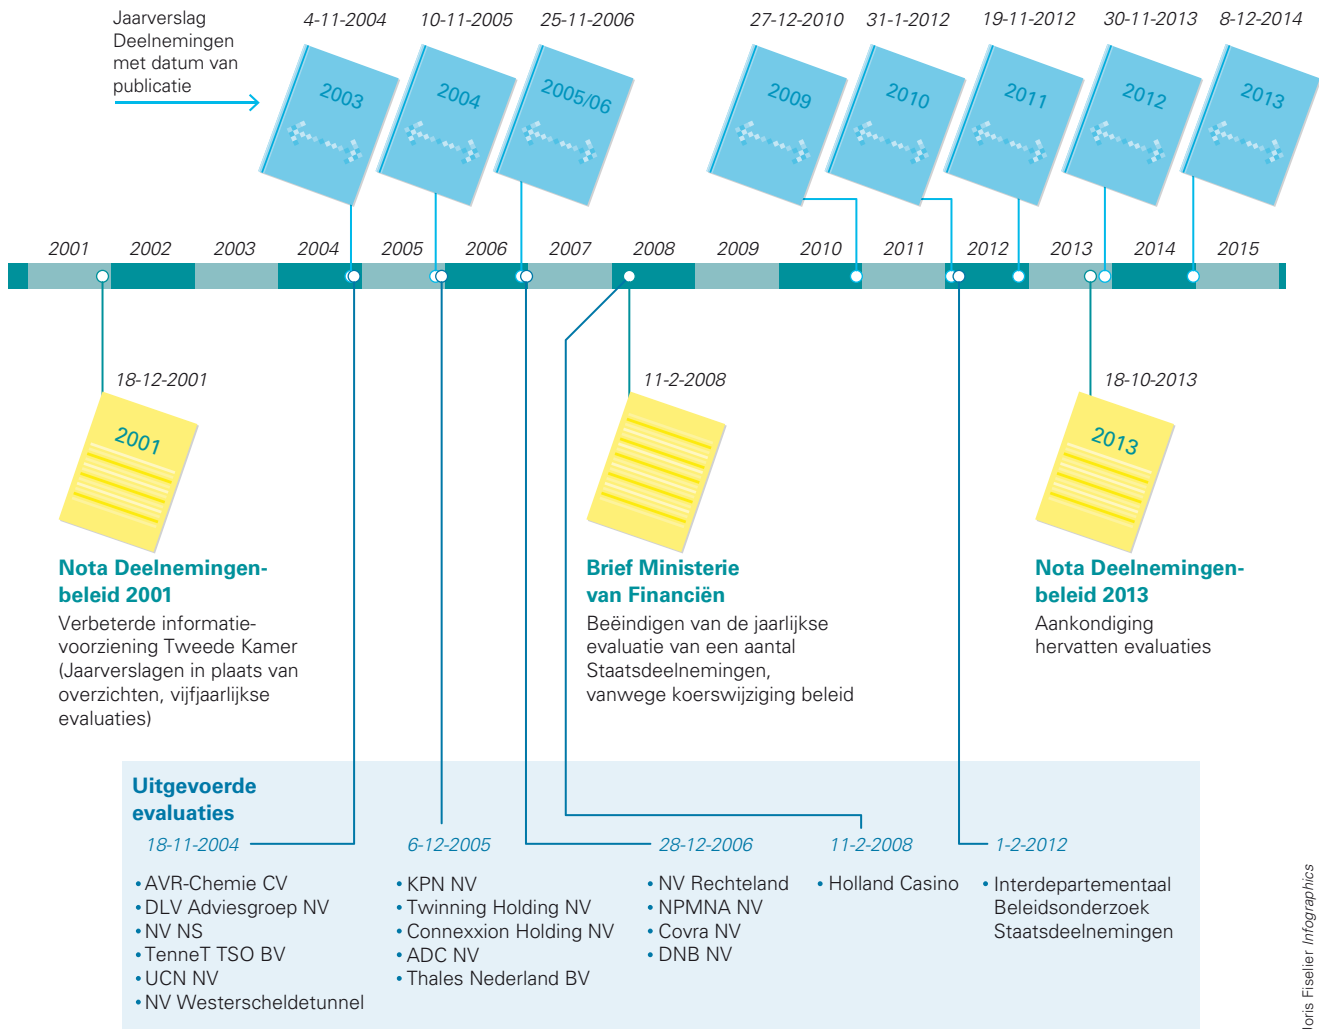 Jaarverslag
Deelnemingen
met datum van
publicatie
4-11-2004
10-11-2005
25-11-2006
27-12-2010
31-1-2012
19-11-2012
30-11-2013
8-12-2014
2003
2004
2005/06
2009
2010
2011
2012
2013
2001 2002 2003 2004 2005 2006 2007 2008 2009 2010 2011 2012 2013 2014 2015
18-12-2001
2001
Nota Deelnemingen-
beleid 2001
Verbeterde informatie-
voorziening Tweede Kamer
(Jaarverslagen in plaats van
overzichten, vijfjaarlijkse
evaluaties)
11-2-2008
Brief Ministerie
van Financiën
Beëindigen van de jaarlijkse
evaluatie van een aantal
Staatsdeelnemingen,
vanwege koerswijziging beleid
18-10-2013
2013
Nota Deelnemingen-
beleid 2013
Aankondiging
hervatten evaluaties
Uitgevoerde
evaluaties
18-11-2004
• AVR-Chemie CV
• DLV Adviesgroep NV
• NV NS
• TenneT TSO BV
• UCN NV
• NV Westerscheldetunnel
6-12-2005
• KPN NV
• Twinning Holding NV
• Connexxion Holding NV
• ADC NV
• Thales Nederland BV
28-12-2006
• NV Rechteland
• NPMNA NV
• Covra NV
• DNB NV
11-2-2008
• Holland Casino
1-2-2012
• Interdepartementaal
Beleidsonderzoek
Staatsdeelnemingen
Joris Fiselier Infographics